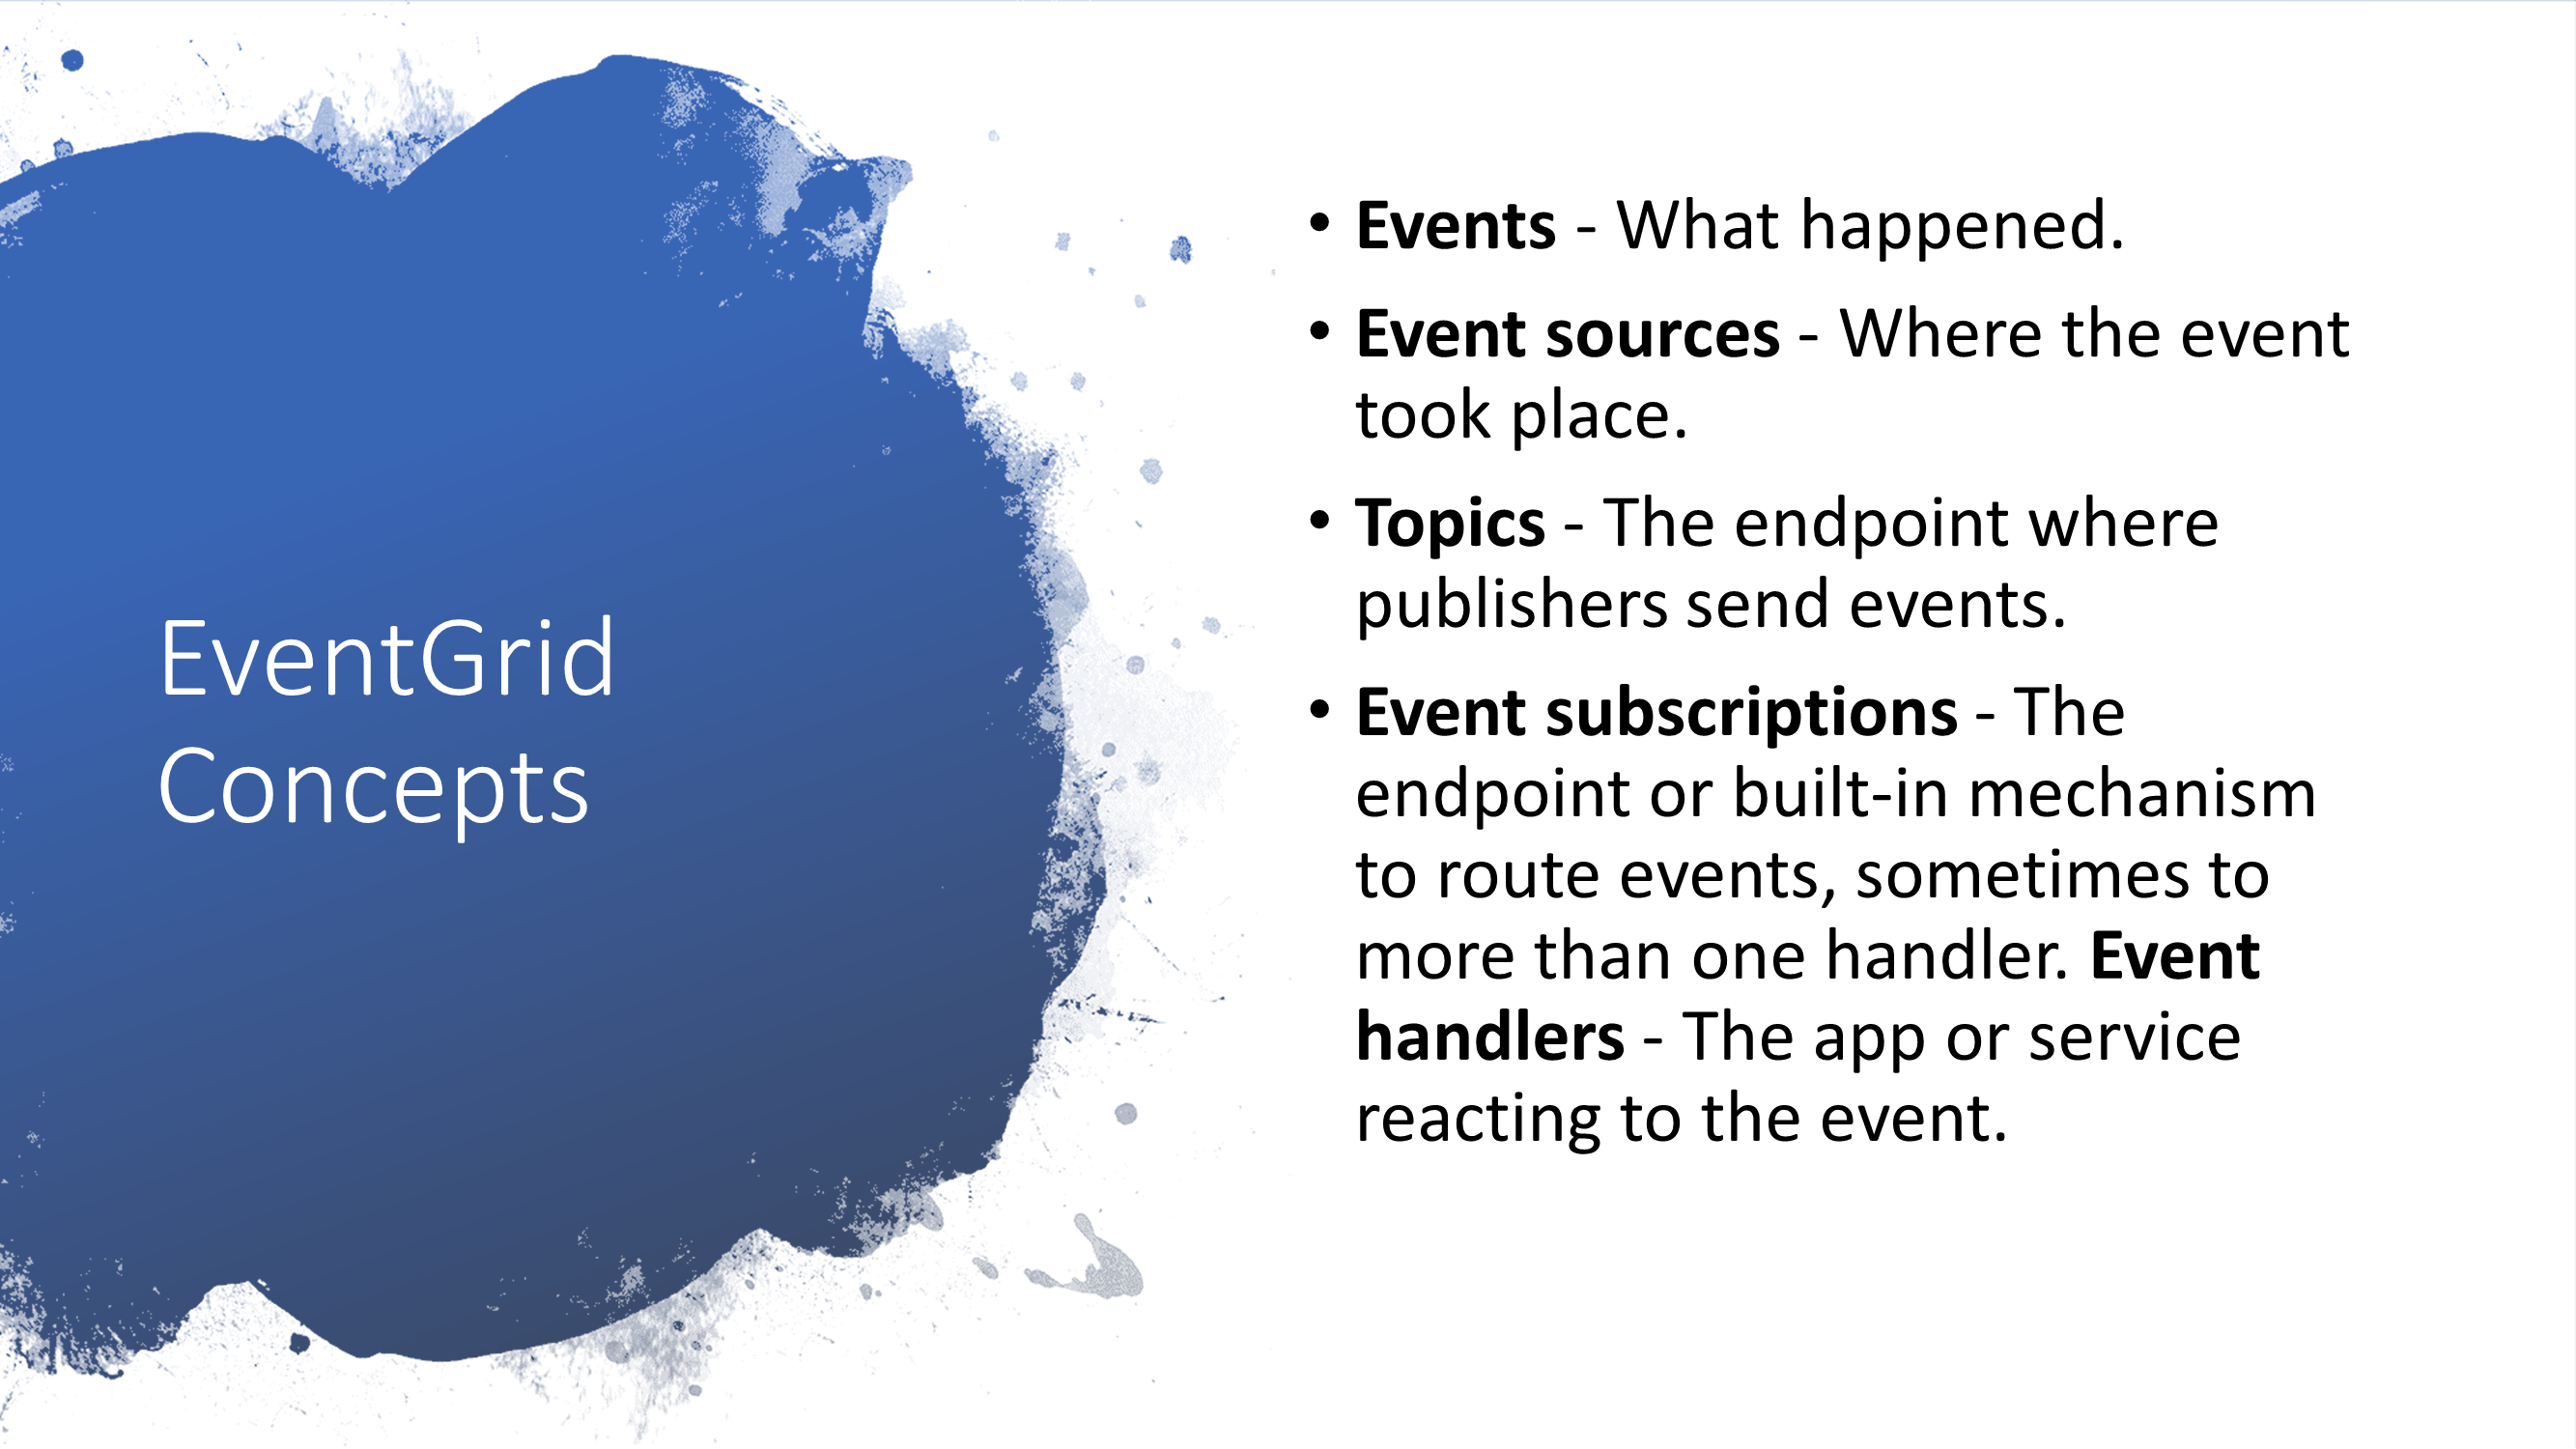 EventGrid
Concepts
• Events - What happened.
• Event sources - Where the event
took place.
• Topics - The endpoint where
publishers send events.
• Event subscriptions - The
endpoint or built-in mechanism
to route events, sometimes to
more than one handler. Event
handlers - The app or service
reacting to the event.